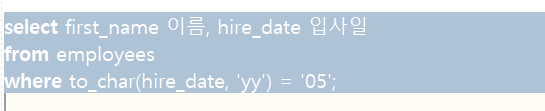 select first_name 이름, hire_date 입사일
from employees
where to_char(hire_date, 'yy') = '05';